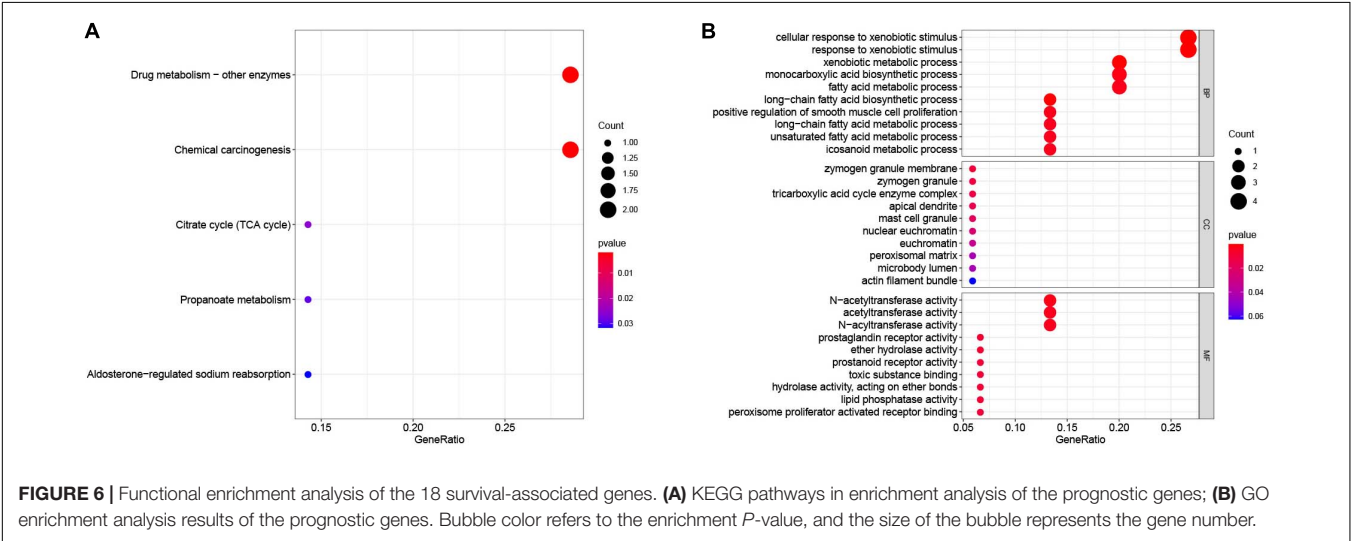 A
Drug metabolism − other enzymes
Chemical carcinogenesis
Citrate cycle (TCA cycle)
Propanoate metabolism
Aldosterone−regulated sodium reabsorption
0.15
0.20
0.25
GeneRatio
Count
1.00
1.25
1.50
1.75
2.00
pvalue
0.01
0.02
0.03
B
cellular response to xenobiotic stimulus
response to xenobiotic stimulus
xenobiotic metabolic process
monocarboxylic acid biosynthetic process
fatty acid metabolic process
long−chain fatty acid biosynthetic process
positive regulation of smooth muscle cell proliferation
long−chain fatty acid metabolic process
unsaturated fatty acid metabolic process
icosanoid metabolic process
BP
zymogen granule membrane
zymogen granule
tricarboxylic acid cycle enzyme complex
apical dendrite
mast cell granule
nuclear euchromatin
euchromatin
peroxisomal matrix
microbody lumen
actin filament bundle
CC
N−acetyltransferase activity
acetyltransferase activity
N−acyltransferase activity
prostaglandin receptor activity
ether hydrolase activity
prostanoid receptor activity
toxic substance binding
hydrolase activity, acting on ether bonds
lipid phosphatase activity
peroxisome proliferator activated receptor binding
MF
0.05
0.10
0.15
0.20
0.25
GeneRatio
Count
1
2
3
4
pvalue
0.02
0.04
0.06
FIGURE 6 | Functional enrichment analysis of the 18 survival-associated genes. (A) KEGG pathways in enrichment analysis of the prognostic genes; (B) GO
enrichment analysis results of the prognostic genes. Bubble color refers to the enrichment P-value, and the size of the bubble represents the gene number.